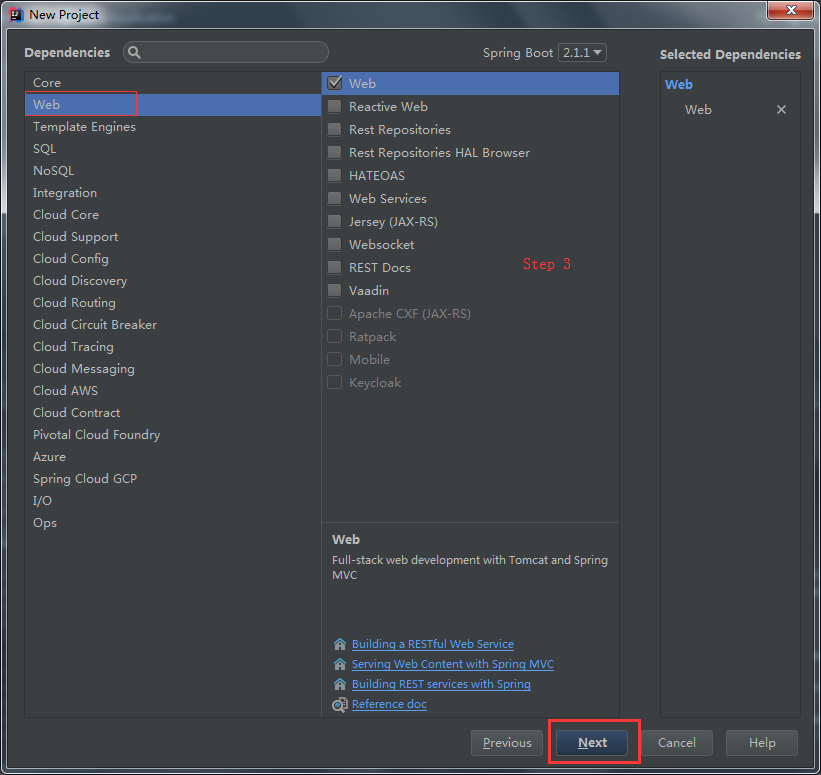 New Project
Dependencies
Spring Boot 2.1.1
Selected Dependencies
Core
Web
Template Engines
SQL
NoSQL
Integration
Cloud Core
Cloud Support
Cloud Config
Cloud Discovery
Cloud Routing
Cloud Circuit Breaker
Cloud Tracing
Cloud Messaging
Cloud AWS
Cloud Contract
Pivotal Cloud Foundry
Azure
Spring Cloud GCP
I/O
Ops
Web
Reactive Web
Rest Repositories
Rest Repositories HAL Browser
HATEOAS
Web Services
Jersey (JAX-RS)
Websocket
REST Docs
Vaadin
Apache CXF (JAX-RS)
Ratpack
Mobile
Keycloak
Step 3
Web
Full-stack web development with Tomcat and Spring
MVC
Building a RESTful Web Service
Serving Web Content with Spring MVC
Building REST services with Spring
Reference doc
Web
Web
Previous
Next
Cancel
Help